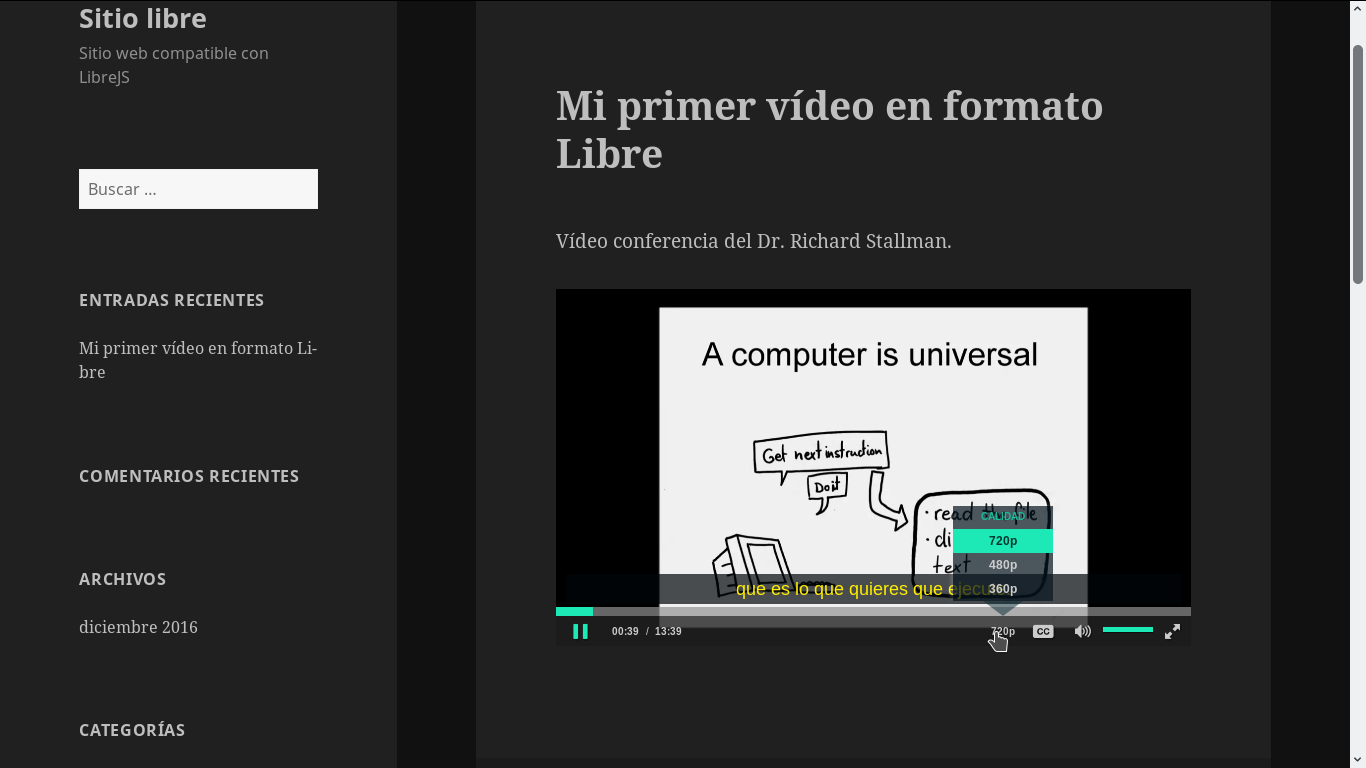 Sitio libre
Sitio web compatible con
LibreJS
Buscar ...
ENTRADAS RECIENTES
Mi primer vídeo en formato Li-
bre
COMENTARIOS RECIENTES
ARCHIVOS
diciembre 2016
CATEGORÍAS
Mi primer vídeo en formato
Libre
Vídeo conferencia del Dr. Richard Stallman.
A computer is universal
Get next instruction
Do it
· read the file
· di
text
CALIDAD
720p
480p
360p
que es lo que quieres que ejecu
00:39 / 13:39
720p
CC